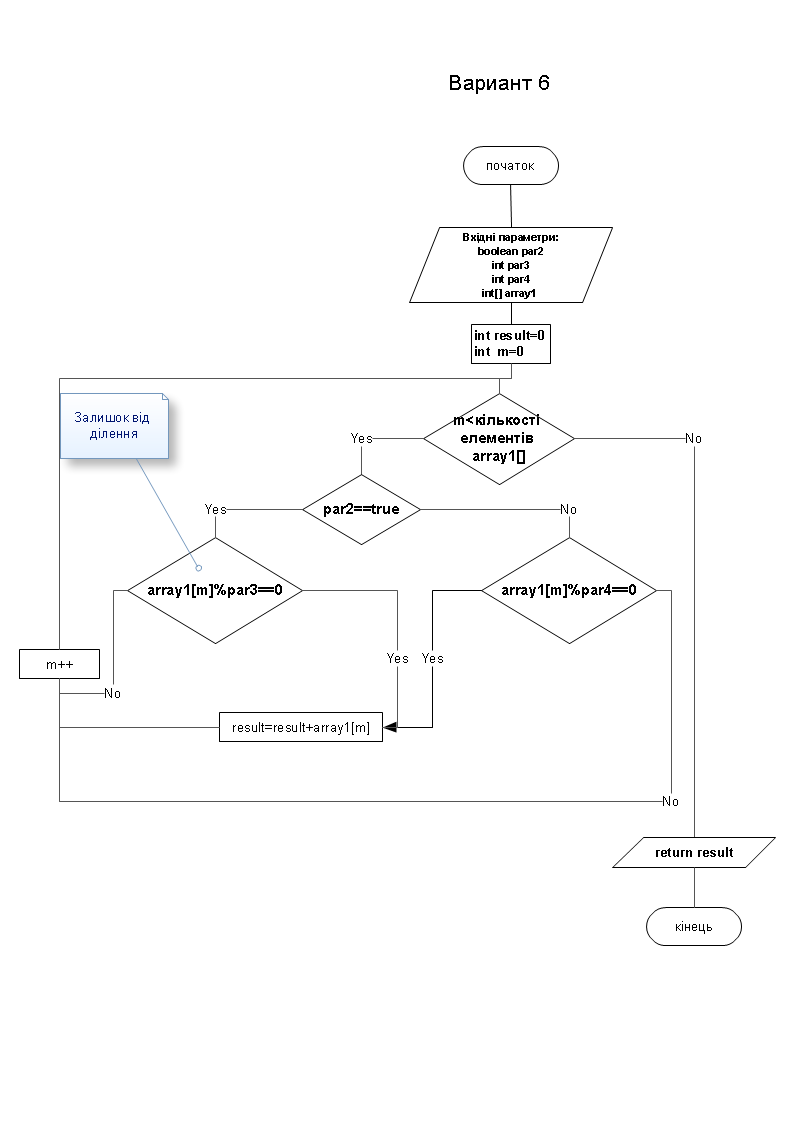 Вариант 6
початок
Вхідні параметри:
boolean par2
int par3
int par4
int[] array1
int result=0
int m=0
Залишок від
ділення
m<кількості
елементів
array1[]
Yes
No
par2==true
Yes
No
array1[m]%par3==0
array1[m]%par4==0
m++
Yes
Yes
No
result=result+array1[m]
No
return result
кінець